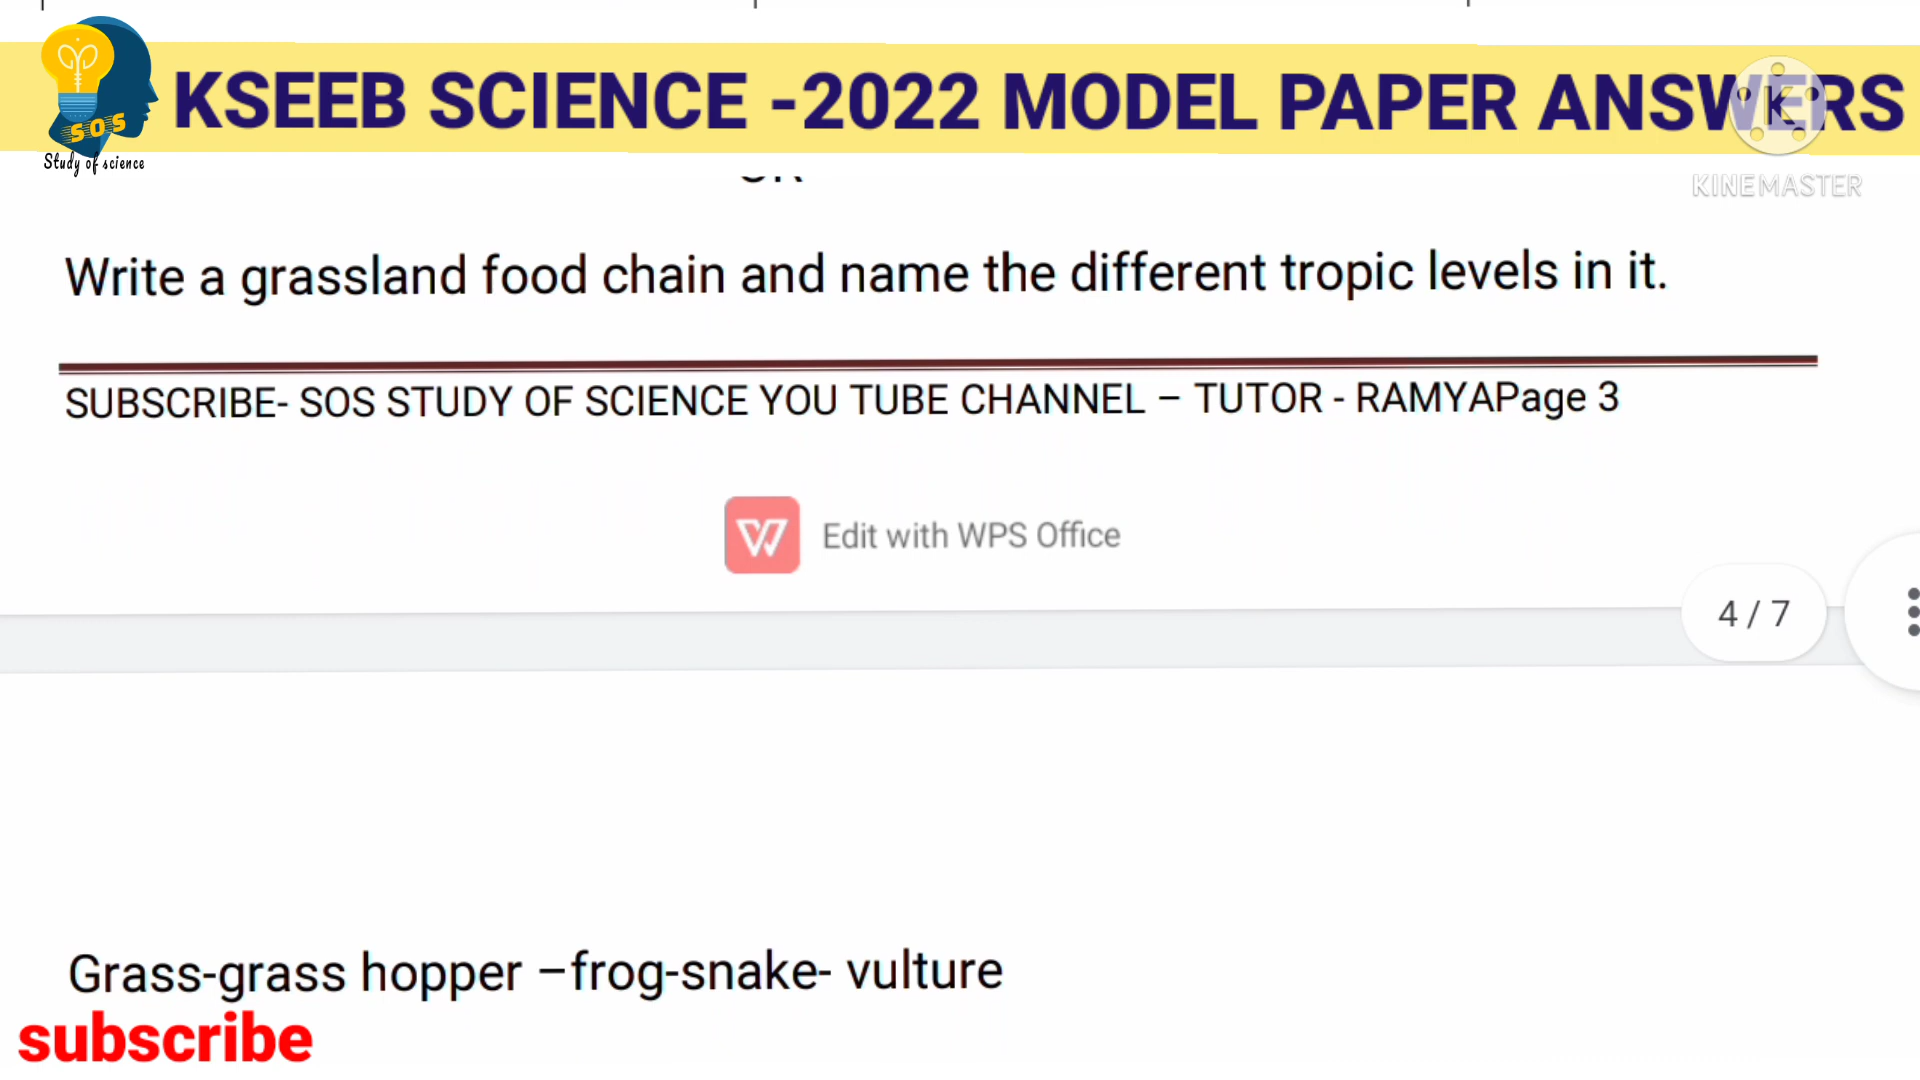 KSEEB SCIENCE -2022 MODEL PAPER ANSWERS
SOS
Study of science
K
KINEMASTER
OR
Write a grassland food chain and name the different tropic levels in it.
SUBSCRIBE- SOS STUDY OF SCIENCE YOU TUBE CHANNEL – TUTOR - RAMYAPage 3
W
Edit with WPS Office
4 / 7
Grass-grass hopper –frog-snake- vulture
subscribe